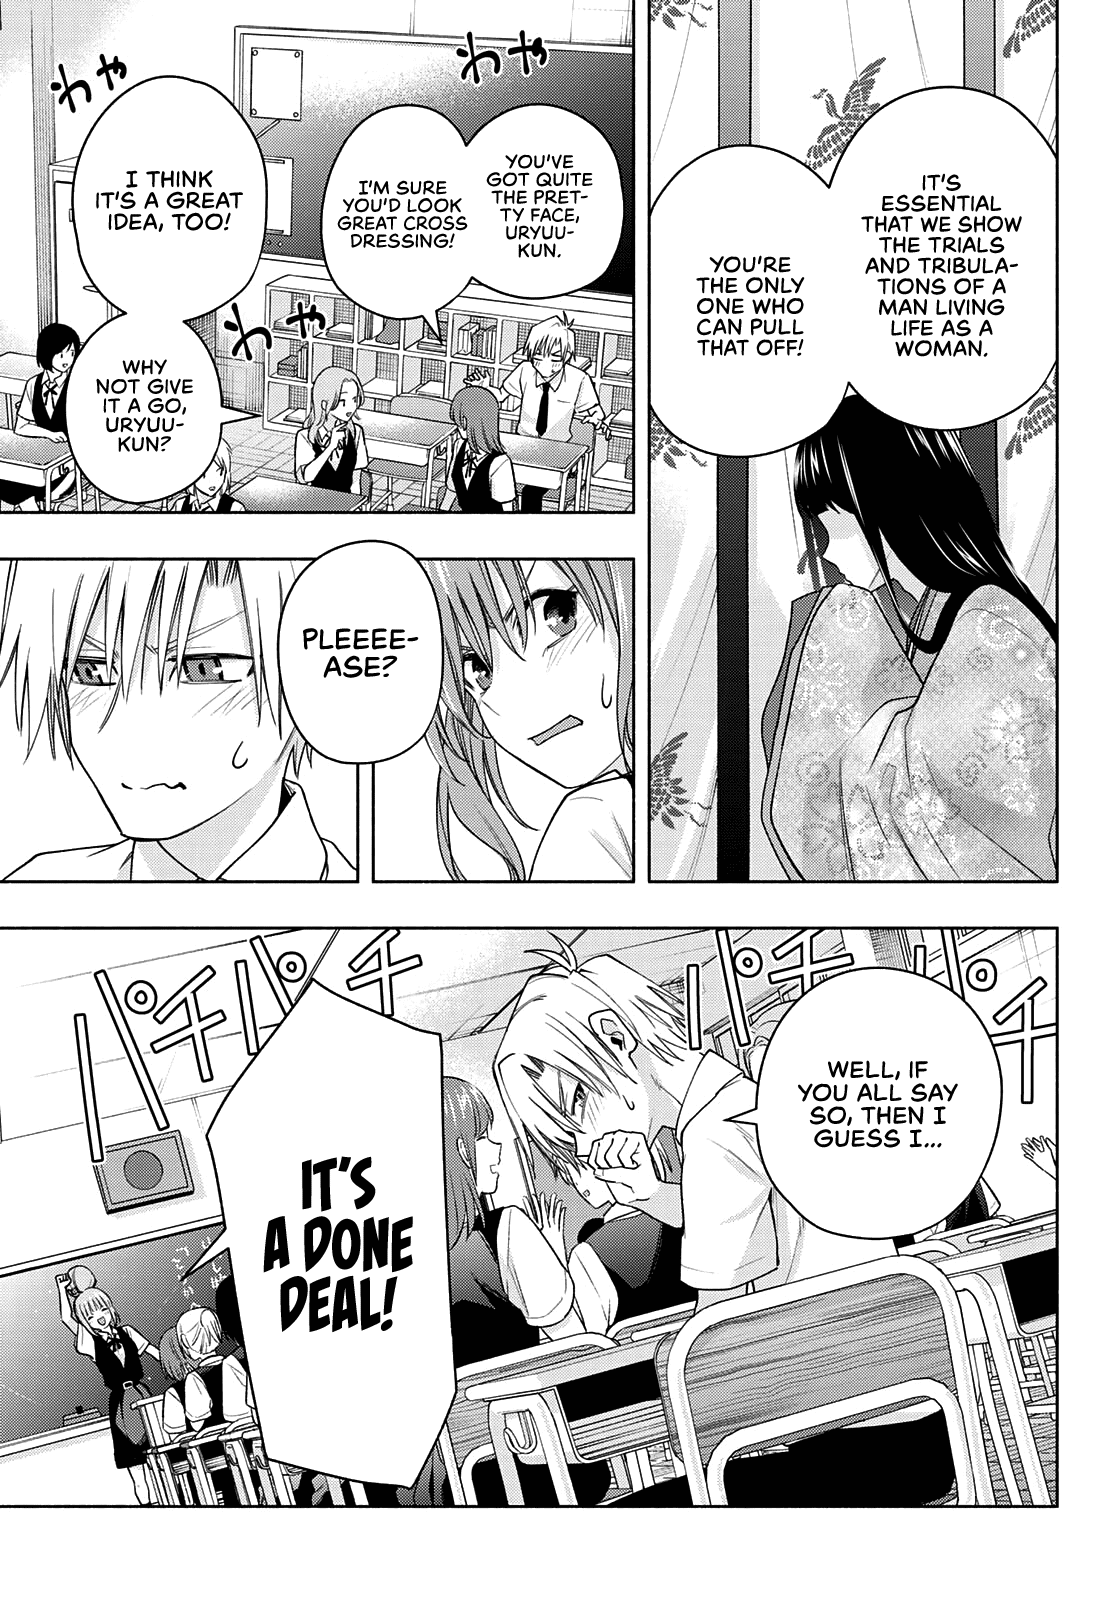 IT'S
ESSENTIAL
THAT WE SHOW
THE TRIALS
AND TRIBULA-
TIONS OF A
MAN LIVING
LIFE AS A
WOMAN.
YOU'RE
THE ONLY
ONE WHO
CAN PULL
THAT OFF!
わや
YOU'VE
GOT QUITE
THE PRET-
TY FACE,
URYUU-
KUN.
I'M SURE
YOU'D LOOK
GREAT CROSS
DRESSING!
わや
I THINK
IT'S A GREAT
IDEA, TOO!
わや
WHY
NOT GIVE
IT A GO,
URYUU-
KUN?
PLEEEE-
ASE?
パチ
パチ
WELL, IF
YOU ALL SAY
SO, THEN I
GUESS I...
パチ
パチ
IT'S
A DONE
DEAL!